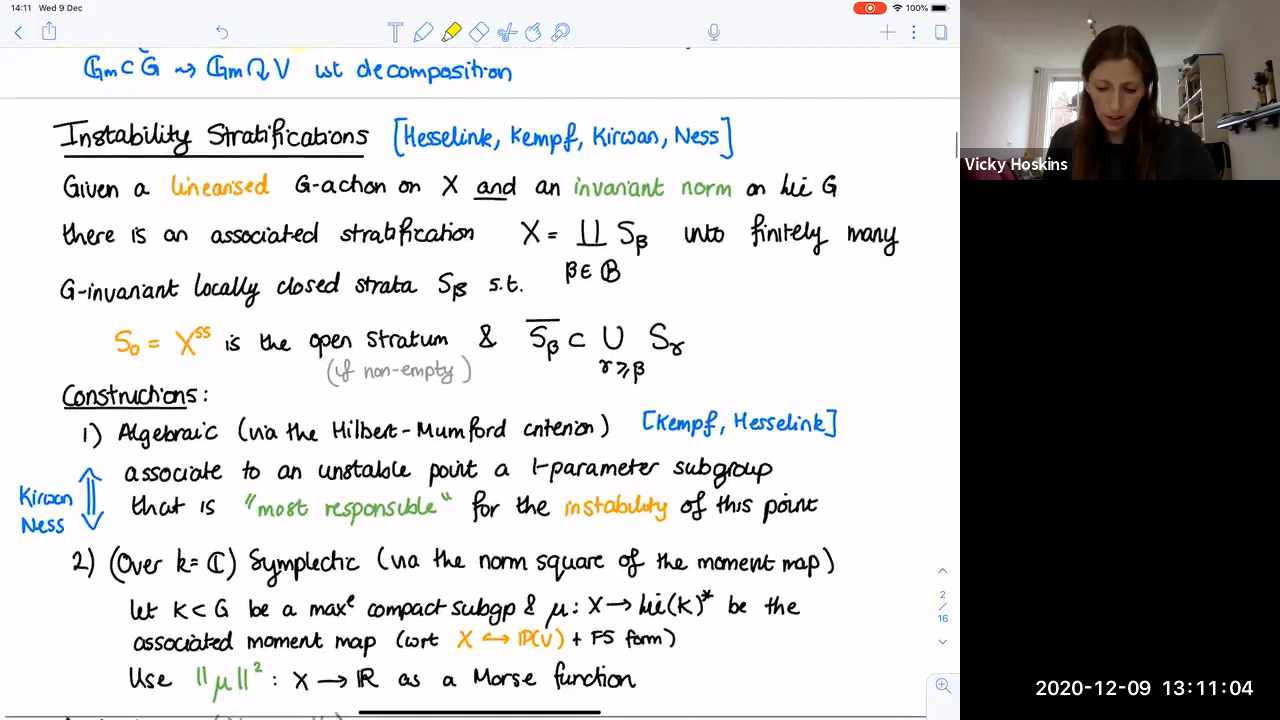 14:11 Wed 9 Dec
100%
𝔾m ⊂ G̃ ⇝ 𝔾m ↷ V wt decomposition
Instability Stratifications [Hesselink, Kempf, Kirwan, Ness]
Given a linearised G-action on X and an invariant norm on Lie G
there is an associated stratification X = ⊔ Sβ into finitely many
β∈𝔅
G-invariant locally closed strata Sβ s.t.
S₀ = Xˢˢ is the open stratum & S̅β ⊂ ∪ Sγ
(if non-empty) γ≥β
Constructions:
1) Algebraic (via the Hilbert-Mumford criterion) [Kempf, Hesselink]
associate to an unstable point a 1-parameter subgroup
that is "most responsible" for the instability of this point
Kirwan
Ness
2) (Over k=ℂ) Symplectic (via the norm square of the moment map)
Let K<G be a maxˡ compact subgp & μ: X → Lie(K)* be the
associated moment map (wrt X ↪ ℙ(V) + FS form)
Use ||μ||² : X → ℝ as a Morse function
2
/
16
Vicky Hoskins
2020-12-09 13:11:04